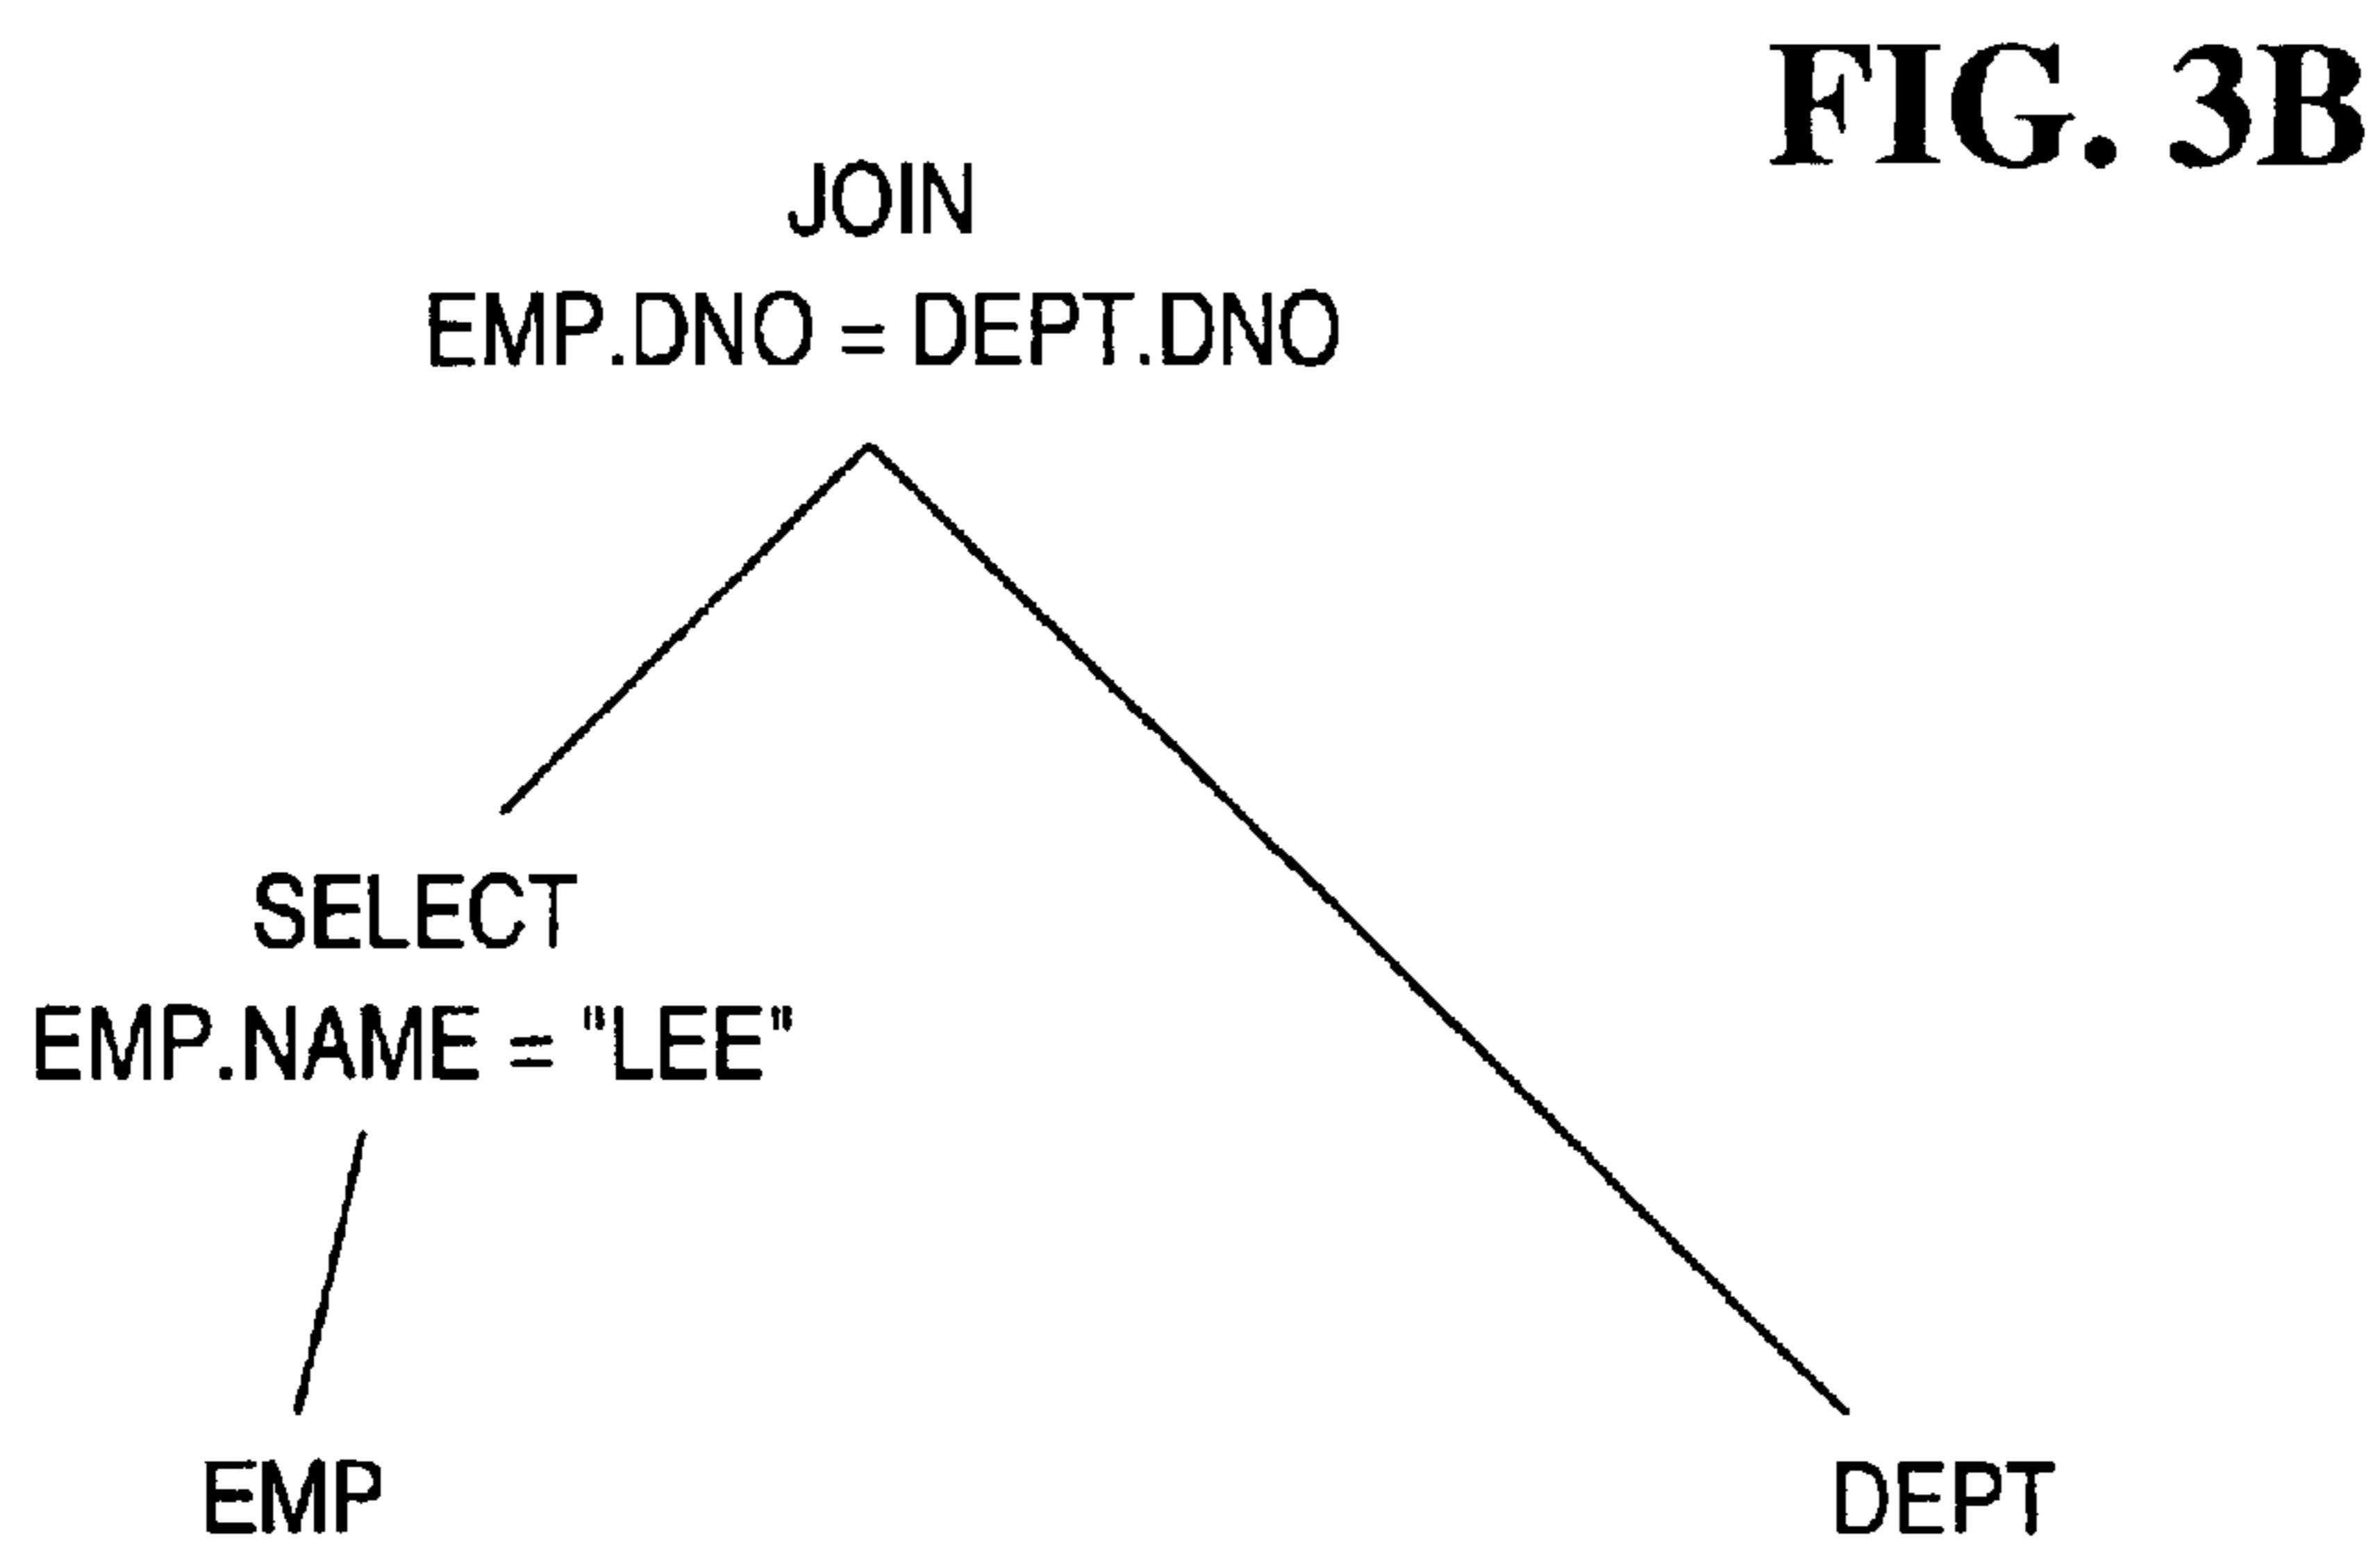 FIG. 3B
JOIN
EMP.DNO = DEPT.DNO
SELECT
EMP.NAME = "LEE"
EMP
DEPT